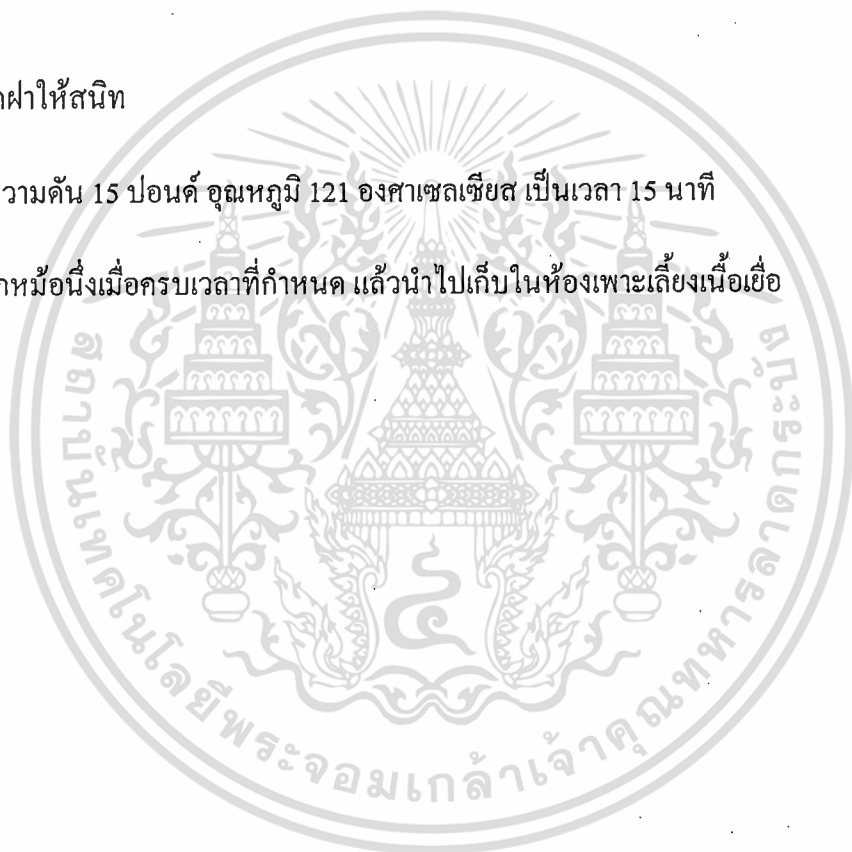 ฝาให้สนิท
วามดัน 15 ปอนด์ อุณหภูมิ 121 องศาเซลเซียส เป็นเวลา 15 นาที
กหม้อนึ่งเมื่อครบเวลาที่กำหนด แล้วนำไปเก็บในห้องเพาะเลี้ยงเนื้อเยื่อ
สถาบันเทคโนโลยีพระจอมเกล้าเจ้าคุณทหารลาดกระบัง